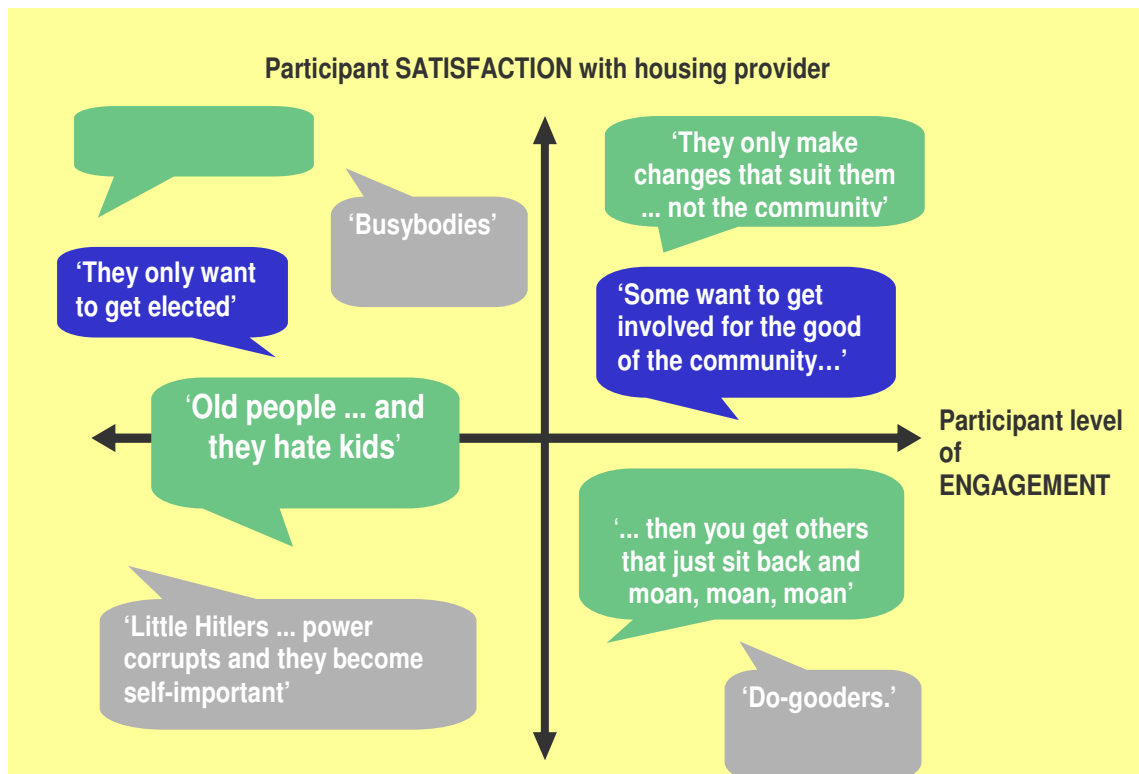 Participant SATISFACTION with housing provider
‘They only make
changes that suit them
... not the community’
‘Busybodies’
‘They only want
to get elected’
‘Some want to get
involved for the good
of the community…’
‘Old people ... and
they hate kids’
Participant level
of
ENGAGEMENT
‘... then you get others
that just sit back and
moan, moan, moan’
‘Little Hitlers ... power
corrupts and they become
self-important’
‘Do-gooders.’